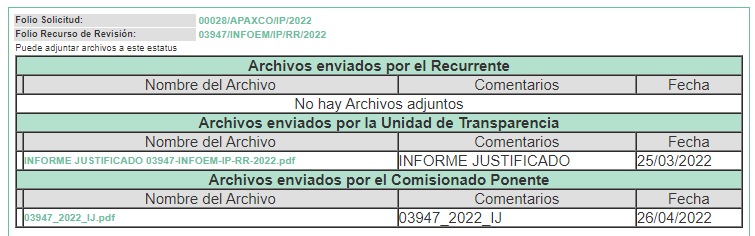 Folio Solicitud: 00028/APAXCO/IP/2022
Folio Recurso de Revisión: 03947/INFOEM/IP/RR/2022
Puede adjuntar archivos a este estatus
Archivos enviados por el Recurrente
Nombre del Archivo Comentarios Fecha
No hay Archivos adjuntos
Archivos enviados por la Unidad de Transparencia
Nombre del Archivo Comentarios Fecha
INFORME JUSTIFICADO 03947-INFOEM-IP-RR-2022.pdf INFORME JUSTIFICADO 25/03/2022
Archivos enviados por el Comisionado Ponente
Nombre del Archivo Comentarios Fecha
03947_2022_IJ.pdf 03947_2022_IJ 26/04/2022